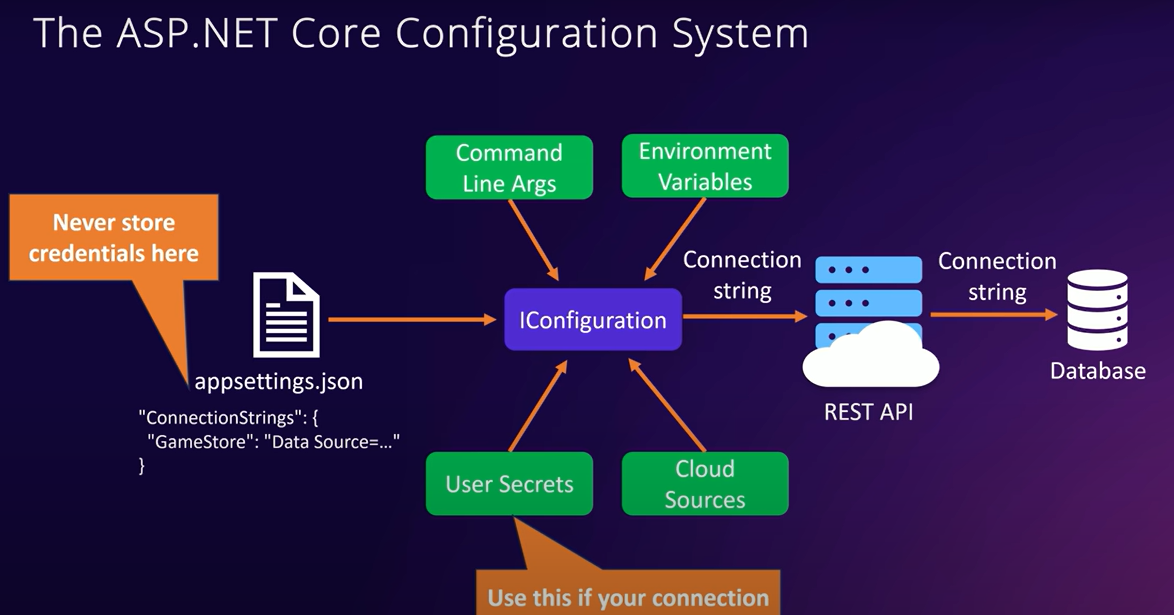 The ASP.NET Core Configuration System
Command
Line Args
Environment
Variables
Never store
credentials here
Connection
string
Connection
string
IConfiguration
appsettings.json
Database
REST API
"ConnectionStrings": {
"GameStore": "Data Source=..."
}
User Secrets
Cloud
Sources
Use this if your connection